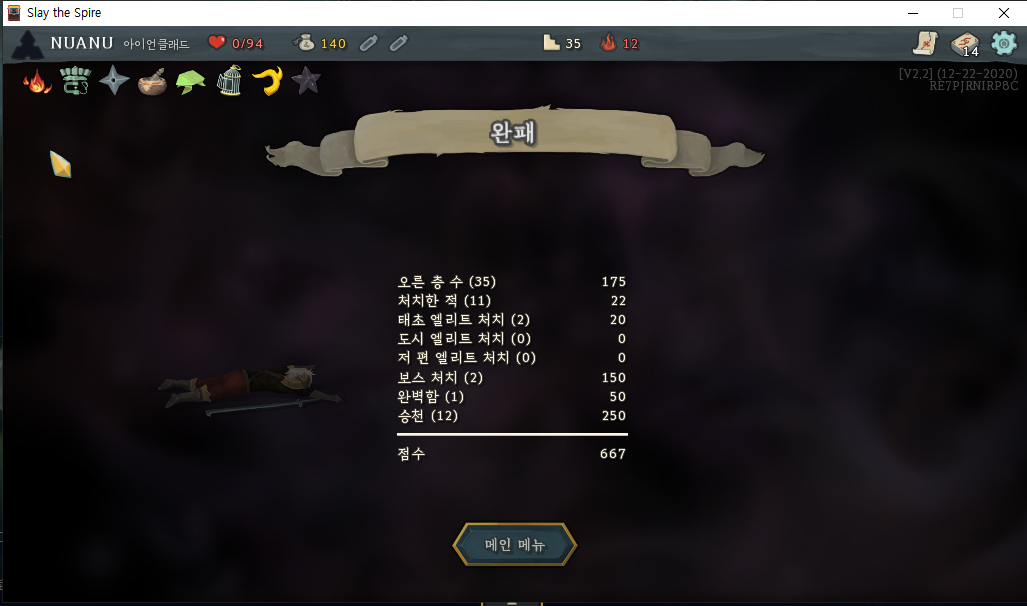 Slay the Spire
NUANU 아이언클래드 0/94 140 35 12 14
[V2.2] (12-22-2020)
RE7PJRNIRP8C
완패
오른 층 수 (35) 175
처치한 적 (11) 22
태초 엘리트 처치 (2) 20
도시 엘리트 처치 (0) 0
저 편 엘리트 처치 (0) 0
보스 처치 (2) 150
완벽함 (1) 50
승천 (12) 250
점수 667
메인 메뉴